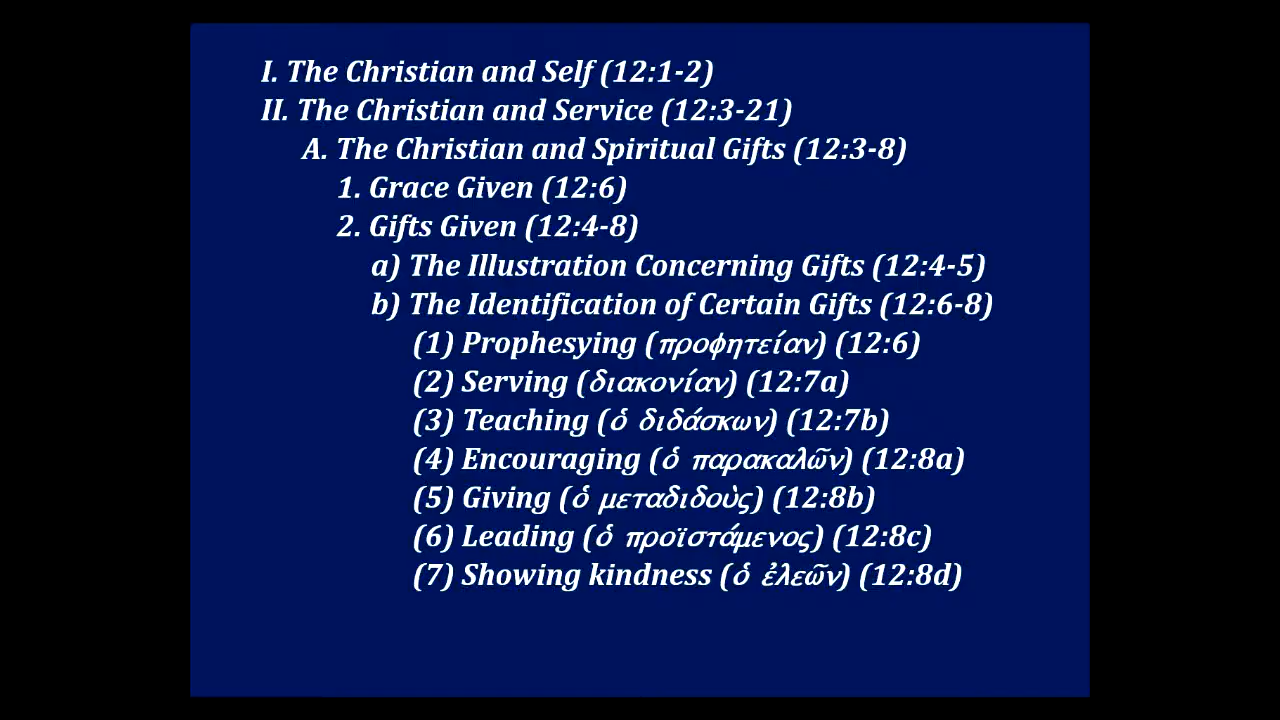 I. The Christian and Self (12:1-2)
II. The Christian and Service (12:3-21)
A. The Christian and Spiritual Gifts (12:3-8)
1. Grace Given (12:6)
2. Gifts Given (12:4-8)
a) The Illustration Concerning Gifts (12:4-5)
b) The Identification of Certain Gifts (12:6-8)
(1) Prophesying (προφητείαν) (12:6)
(2) Serving (διακονίαν) (12:7a)
(3) Teaching (ὁ διδάσκων) (12:7b)
(4) Encouraging (ὁ παρακαλῶν) (12:8a)
(5) Giving (ὁ μεταδιδοὺς) (12:8b)
(6) Leading (ὁ προϊστάμενος) (12:8c)
(7) Showing kindness (ὁ ἐλεῶν) (12:8d)